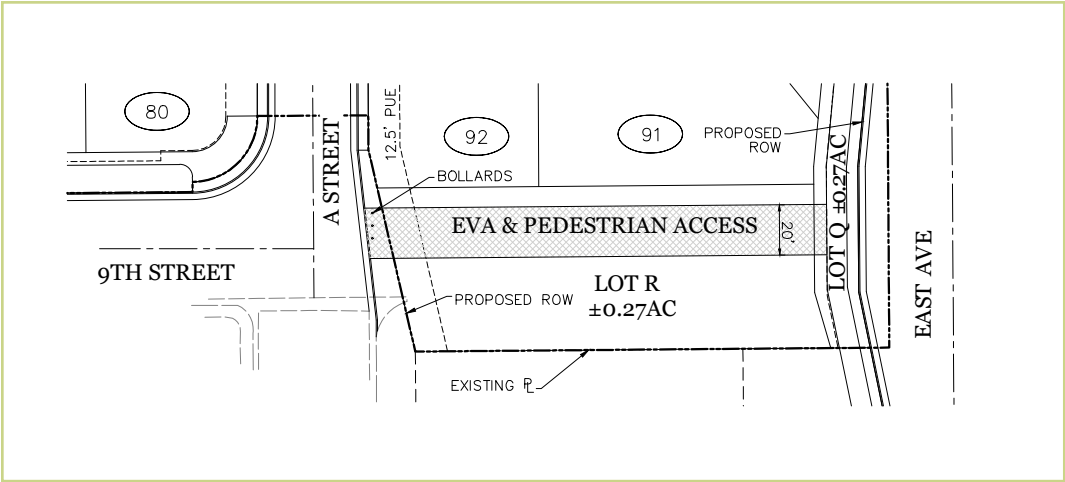 80
A STREET
12.5' PUE
92
91
PROPOSED
ROW
BOLLARDS
EVA & PEDESTRIAN ACCESS
20'
LOT Q ±0.27AC
9TH STREET
EAST AVE
LOT R
±0.27AC
PROPOSED ROW
EXISTING PL